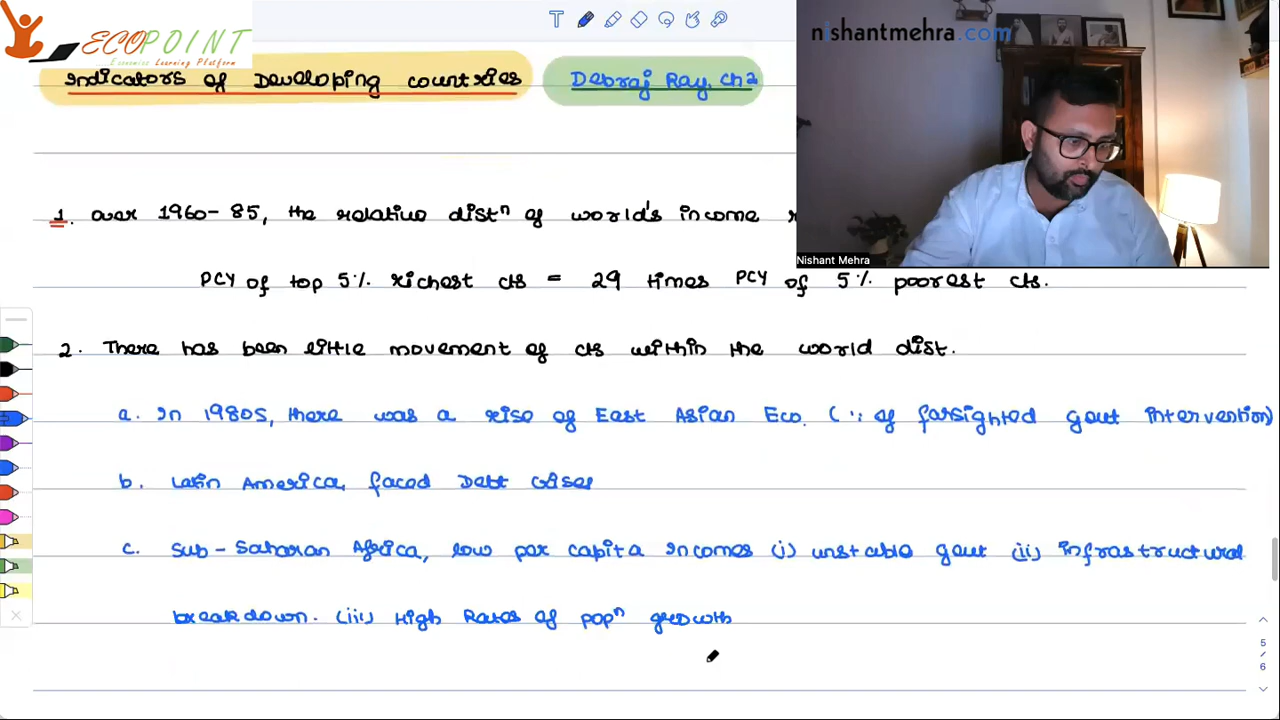 ECOPOINT
Economics Learning Platform
nishantmehra.com
Indicators of Developing countries
Debraj Ray, Ch 2
1. over 1960-85, the relative distⁿ of world's income
PCY of top 5% richest cts = 29 times PCY of 5% poorest cts.
2. There has been little movement of cts within the world dist.
a. In 1980s, there was a rise of East Asian Eco. (∵ of farsighted govt intervention)
b. Latin America, faced Debt crises
c. Sub-Saharan Africa, low per capita incomes (i) unstable govt (ii) infrastructural
breakdown. (iii) High Rates of popⁿ growth
Nishant Mehra
5
/
6